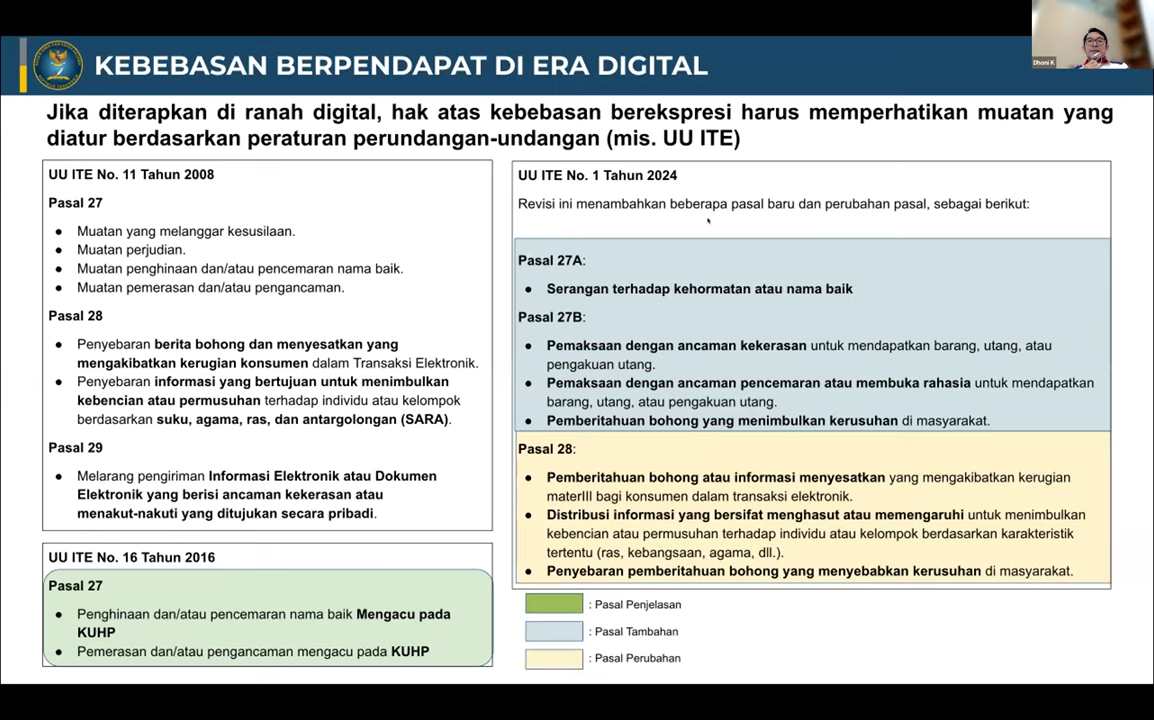 KEBEBASAN BERPENDAPAT DI ERA DIGITAL
Dhoni K
Jika diterapkan di ranah digital, hak atas kebebasan berekspresi harus memperhatikan muatan yang
diatur berdasarkan peraturan perundangan-undangan (mis. UU ITE)
UU ITE No. 11 Tahun 2008
Pasal 27
● Muatan yang melanggar kesusilaan.
● Muatan perjudian.
● Muatan penghinaan dan/atau pencemaran nama baik.
● Muatan pemerasan dan/atau pengancaman.
Pasal 28
● Penyebaran berita bohong dan menyesatkan yang
mengakibatkan kerugian konsumen dalam Transaksi Elektronik.
● Penyebaran informasi yang bertujuan untuk menimbulkan
kebencian atau permusuhan terhadap individu atau kelompok
berdasarkan suku, agama, ras, dan antargolongan (SARA).
Pasal 29
● Melarang pengiriman Informasi Elektronik atau Dokumen
Elektronik yang berisi ancaman kekerasan atau
menakut-nakuti yang ditujukan secara pribadi.
UU ITE No. 16 Tahun 2016
Pasal 27
● Penghinaan dan/atau pencemaran nama baik Mengacu pada
KUHP
● Pemerasan dan/atau pengancaman mengacu pada KUHP
UU ITE No. 1 Tahun 2024
Revisi ini menambahkan beberapa pasal baru dan perubahan pasal, sebagai berikut:
Pasal 27A:
● Serangan terhadap kehormatan atau nama baik
Pasal 27B:
● Pemaksaan dengan ancaman kekerasan untuk mendapatkan barang, utang, atau
pengakuan utang.
● Pemaksaan dengan ancaman pencemaran atau membuka rahasia untuk mendapatkan
barang, utang, atau pengakuan utang.
● Pemberitahuan bohong yang menimbulkan kerusuhan di masyarakat.
Pasal 28:
● Pemberitahuan bohong atau informasi menyesatkan yang mengakibatkan kerugian
materIII bagi konsumen dalam transaksi elektronik.
● Distribusi informasi yang bersifat menghasut atau memengaruhi untuk menimbulkan
kebencian atau permusuhan terhadap individu atau kelompok berdasarkan karakteristik
tertentu (ras, kebangsaan, agama, dll.).
● Penyebaran pemberitahuan bohong yang menyebabkan kerusuhan di masyarakat.
: Pasal Penjelasan
: Pasal Tambahan
: Pasal Perubahan